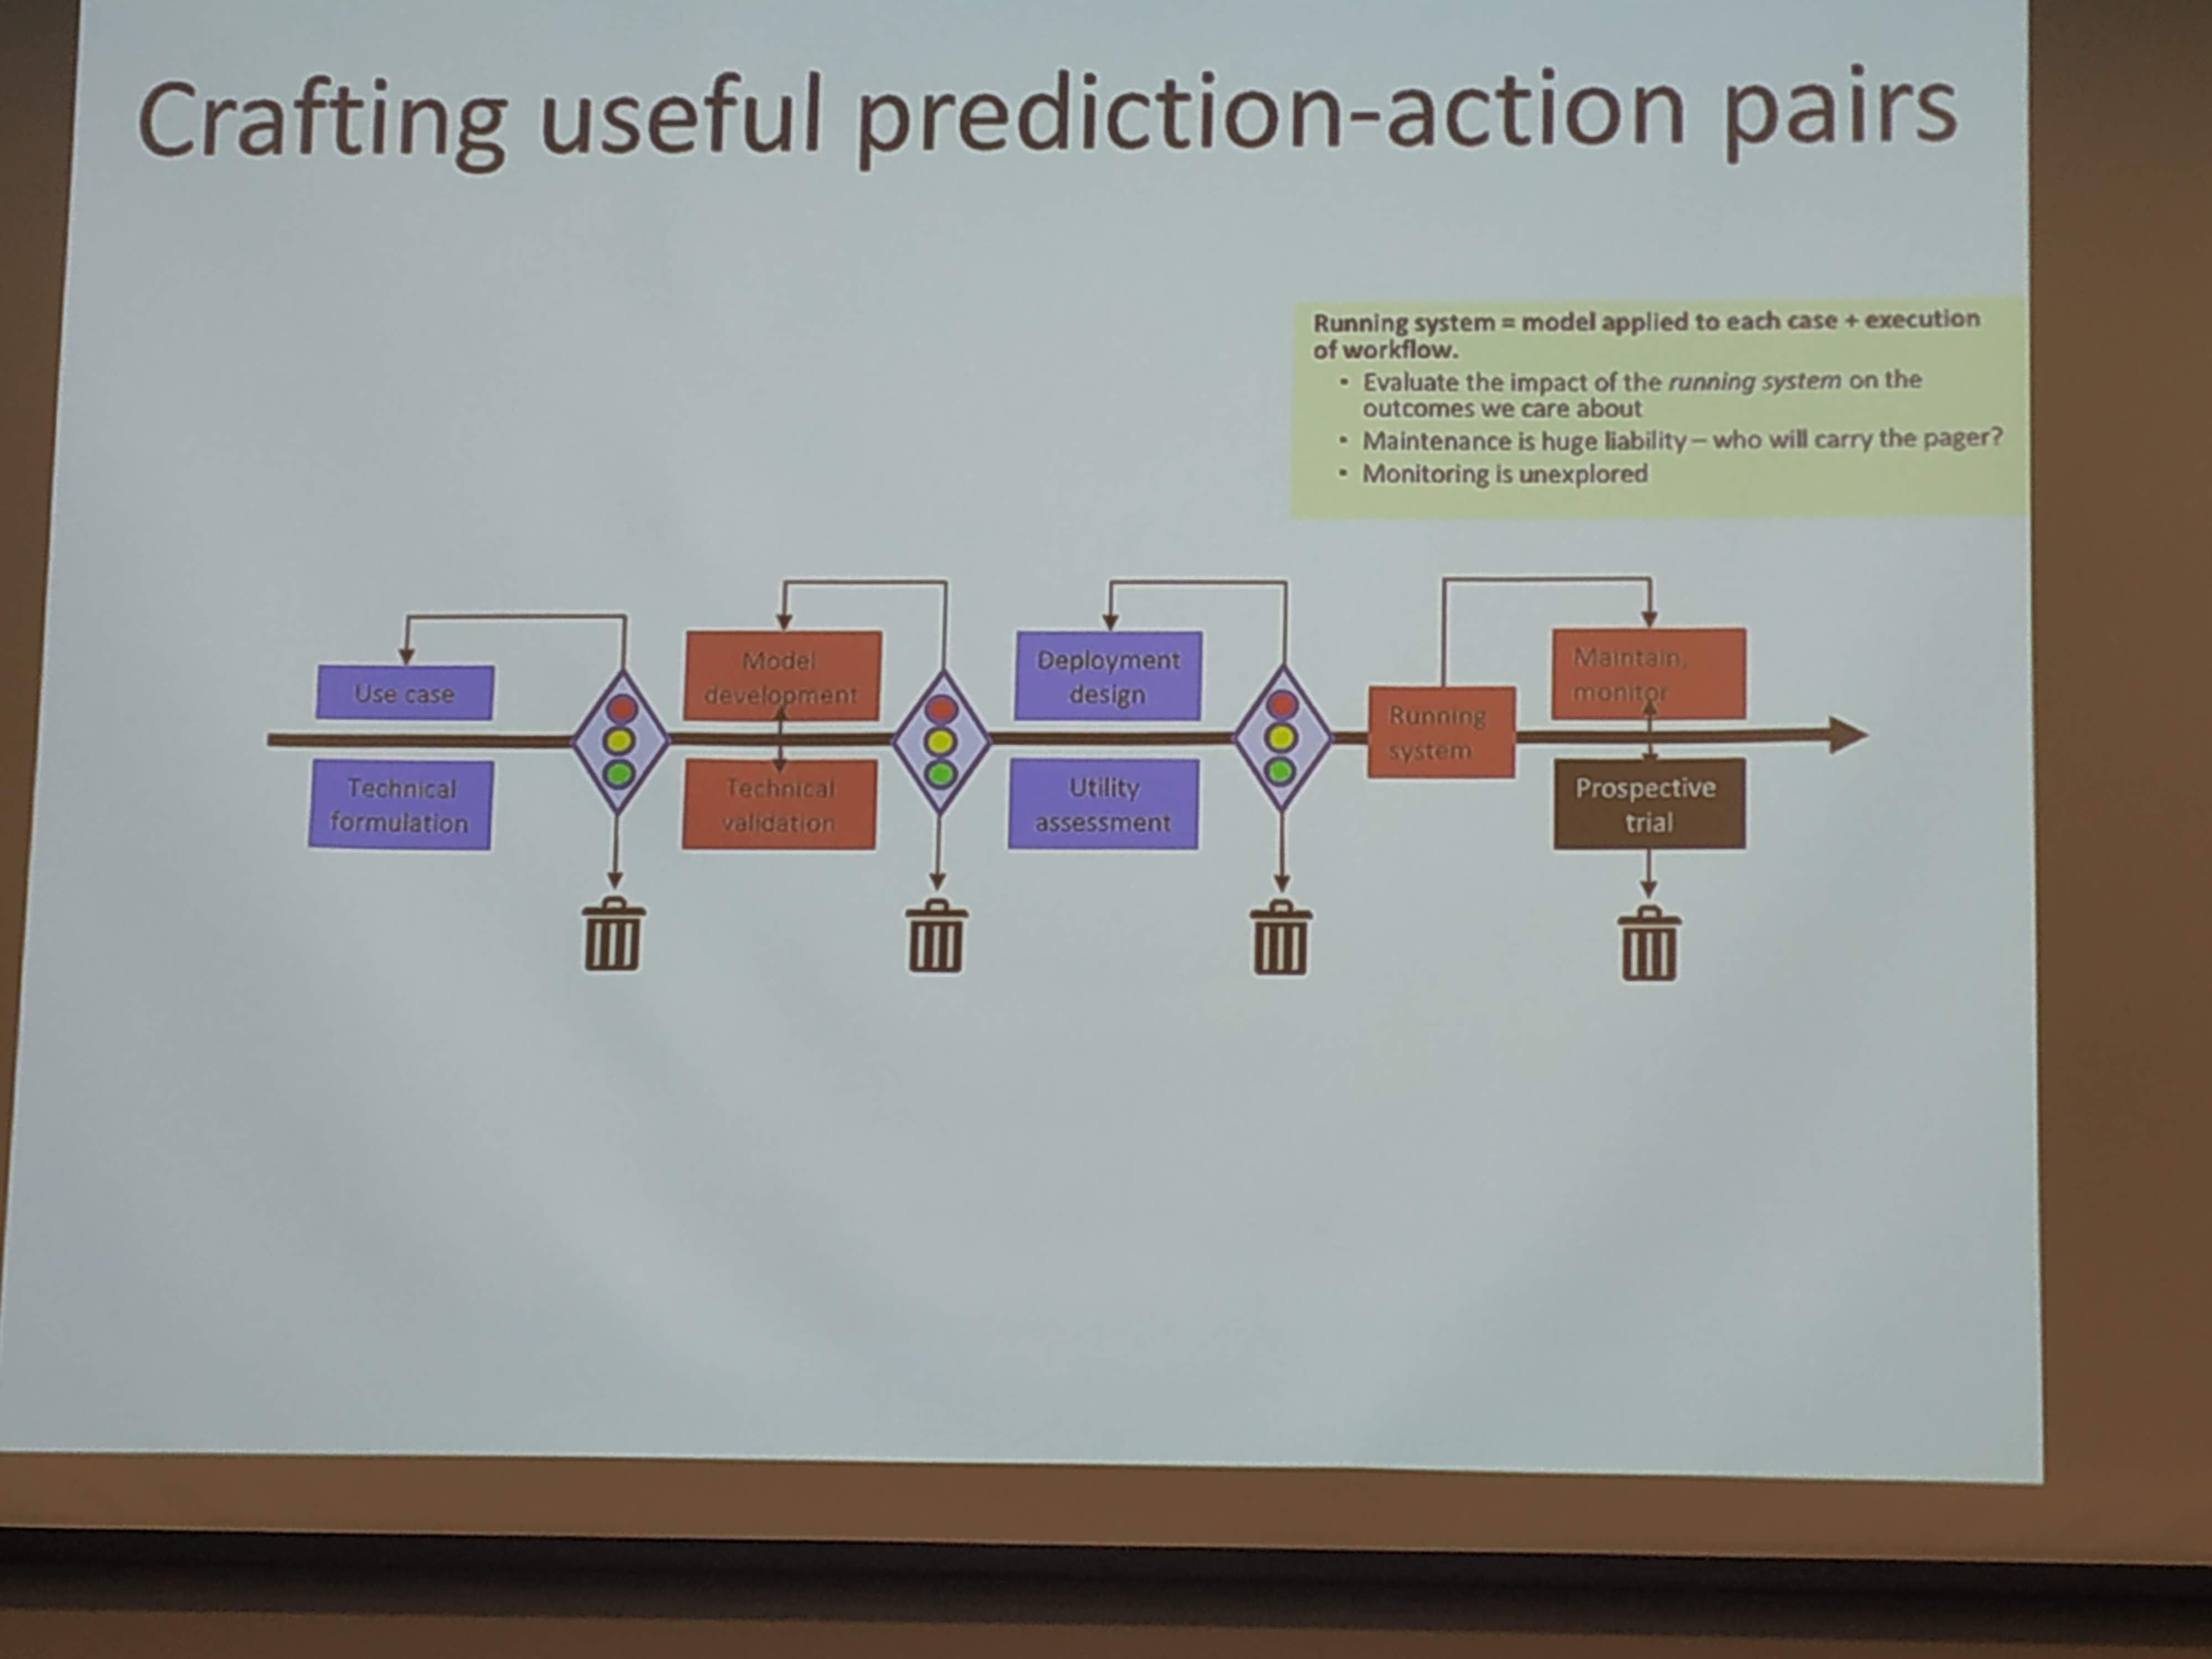 Crafting useful prediction-action pairs
Running system = model applied to each case + execution
of workflow.
• Evaluate the impact of the running system on the
outcomes we care about
• Maintenance is huge liability – who will carry the pager?
• Monitoring is unexplored
Use case
Technical
formulation
Model
development
Technical
validation
Deployment
design
Utility
assessment
Running
system
Maintain,
monitor
Prospective
trial